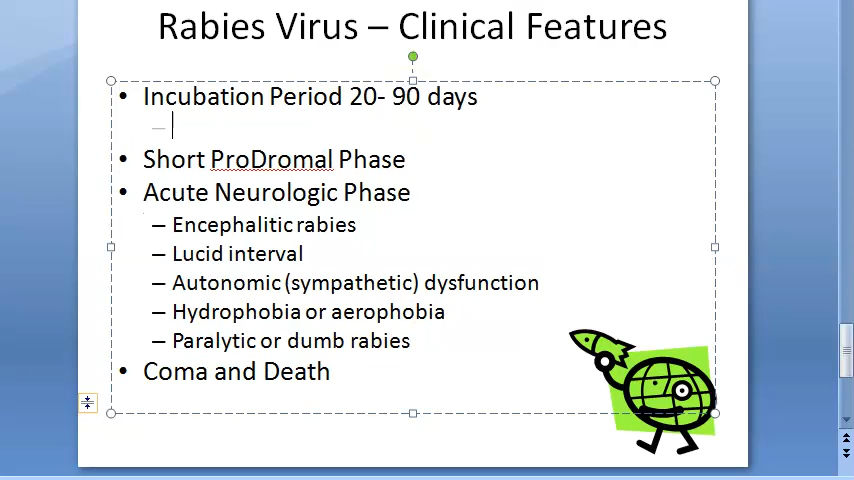 Rabies Virus – Clinical Features
• Incubation Period 20- 90 days
–
• Short ProDromal Phase
• Acute Neurologic Phase
– Encephalitic rabies
– Lucid interval
– Autonomic (sympathetic) dysfunction
– Hydrophobia or aerophobia
– Paralytic or dumb rabies
• Coma and Death